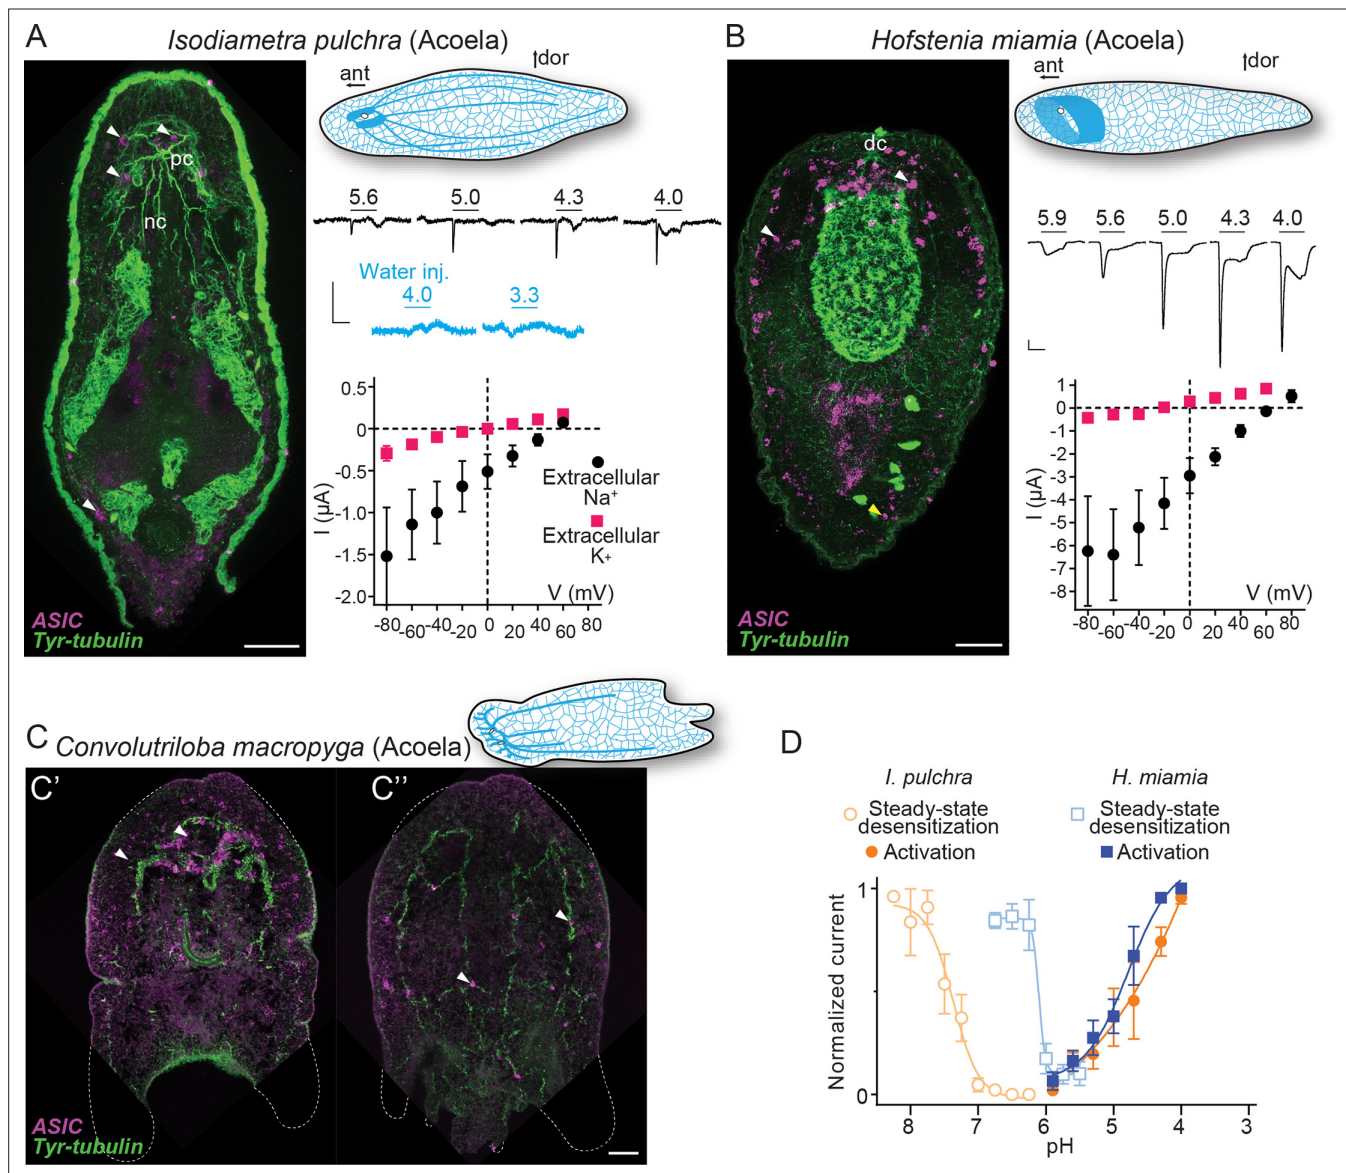 A
Isodiametra pulchra (Acoela)
ant
↑dor
pc
nc
ASIC
Tyr-tubulin
5.6 5.0 4.3 4.0
Water inj.
4.0 3.3
I (µA)
0.5
0
-0.5
-1.0
-1.5
-2.0
Extracellular
Na⁺
Extracellular
K⁺
V (mV)
-80 -60 -40 -20 0 20 40 60 80
B
Hofstenia miamia (Acoela)
ant
↑dor
dc
ASIC
Tyr-tubulin
5.9 5.6 5.0 4.3 4.0
I (µA)
1
0
-1
-2
-3
-4
-5
-6
-7
-8
V (mV)
-80 -60 -40 -20 0 20 40 60 80
C
Convolutriloba macropyga (Acoela)
C'
C''
ASIC
Tyr-tubulin
D
I. pulchra
Steady-state
desensitization
Activation
H. miamia
Steady-state
desensitization
Activation
Normalized current
1
0
8 7 6 5 4 3
pH